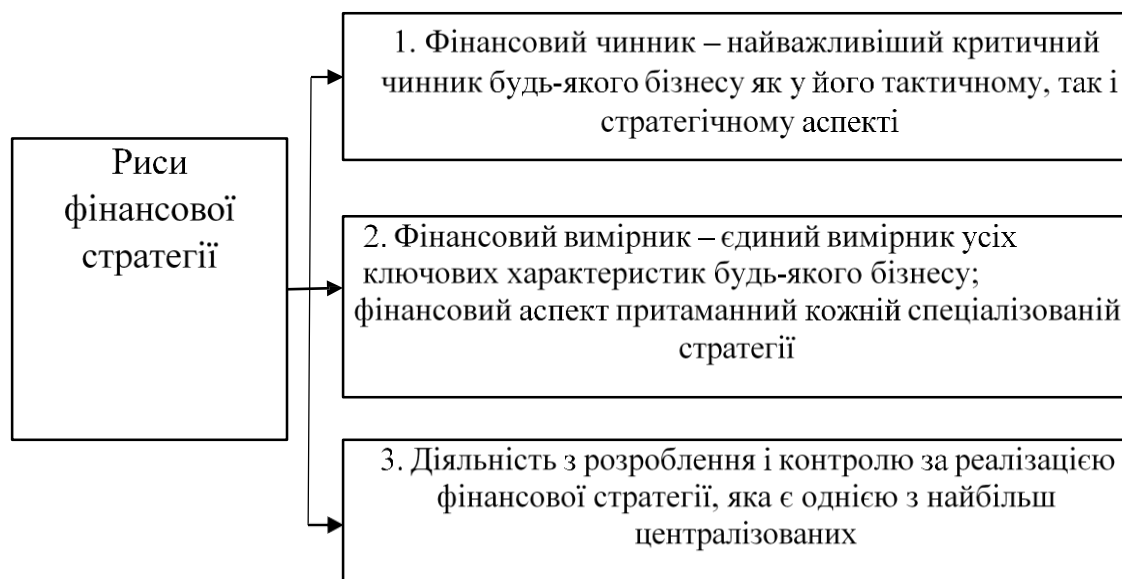 Риси
фінансової
стратегії
1. Фінансовий чинник – найважливіший критичний
чинник будь-якого бізнесу як у його тактичному, так і
стратегічному аспекті
2. Фінансовий вимірник – єдиний вимірник усіх
ключових характеристик будь-якого бізнесу;
фінансовий аспект притаманний кожній спеціалізованій
стратегії
3. Діяльність з розроблення і контролю за реалізацією
фінансової стратегії, яка є однією з найбільш
централізованих